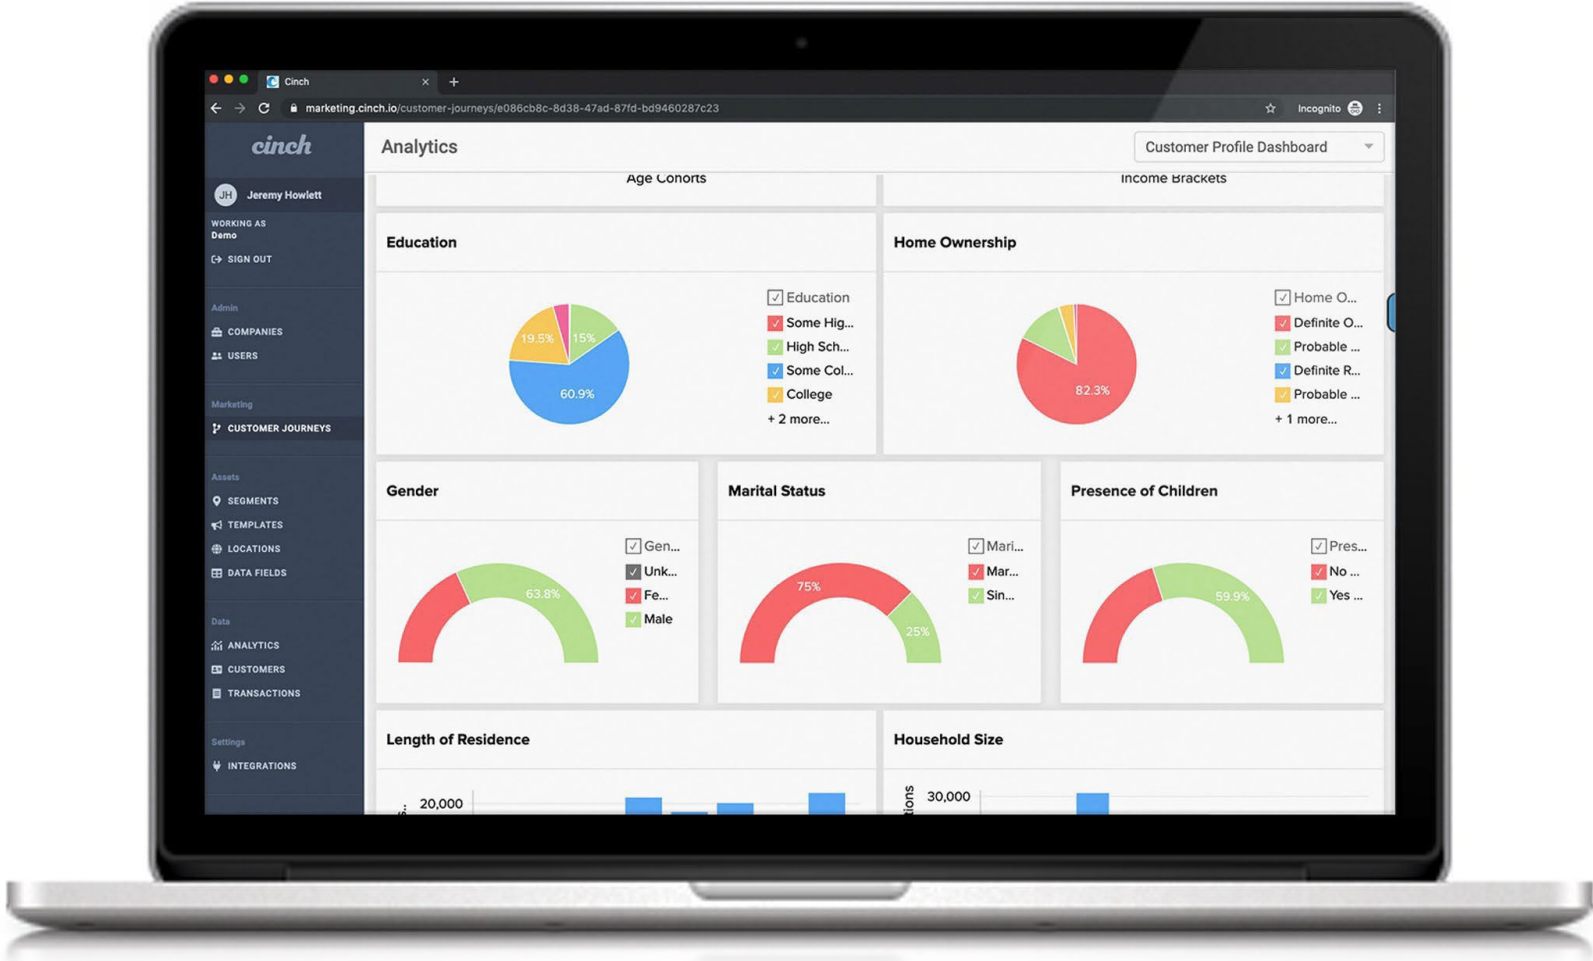 Cinch
marketing.cinch.io/customer-journeys/e086cb8c-8d38-47ad-87fd-bd9460287c23
Incognito
cinch
Analytics
Customer Profile Dashboard
JH
Jeremy Howlett
WORKING AS
Demo
SIGN OUT
Admin
COMPANIES
USERS
Marketing
CUSTOMER JOURNEYS
Assets
SEGMENTS
TEMPLATES
LOCATIONS
DATA FIELDS
Data
ANALYTICS
CUSTOMERS
TRANSACTIONS
Settings
INTEGRATIONS
Age Cohorts
Income Brackets
Education
19.5%
15%
60.9%
Education
Some Hig...
High Sch...
Some Col...
College
+ 2 more...
Home Ownership
82.3%
Home O...
Definite O...
Probable ...
Definite R...
Probable ...
+ 1 more...
Gender
63.8%
Gen...
Unk...
Fe...
Male
Marital Status
75%
25%
Mari...
Mar...
Sin...
Presence of Children
59.9%
Pres...
No ...
Yes ...
Length of Residence
20,000
Household Size
30,000